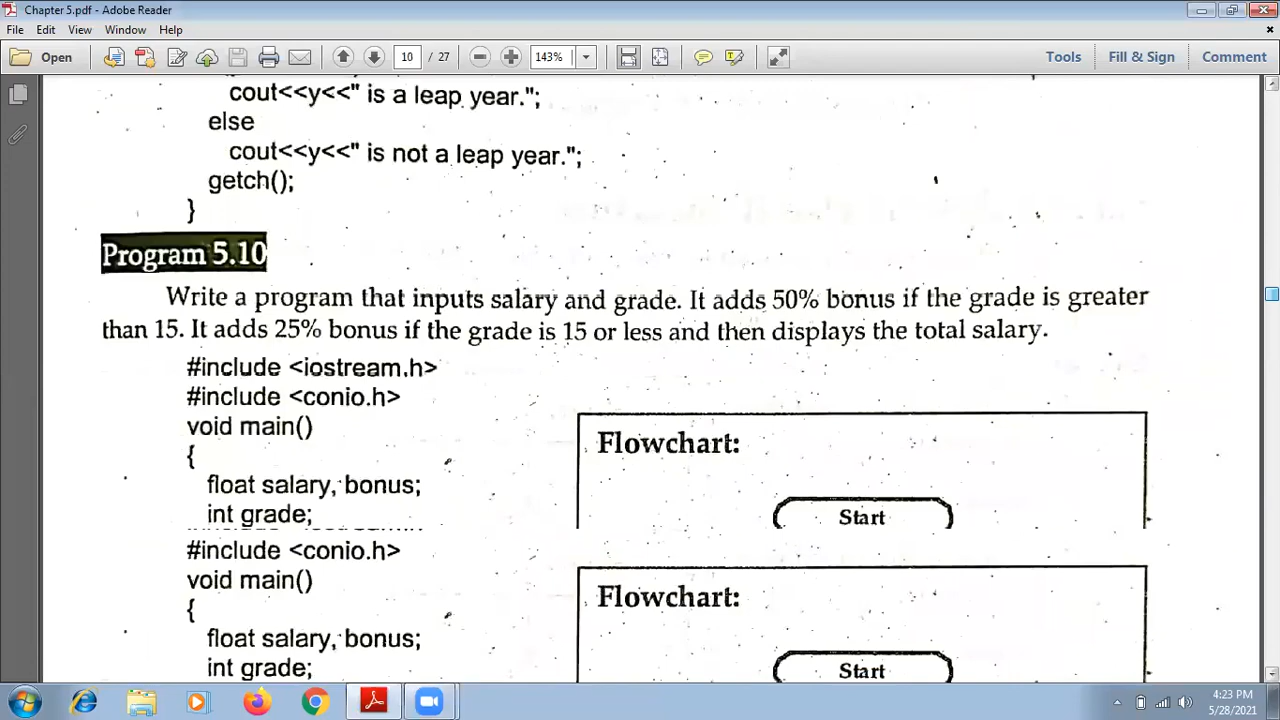 Chapter 5.pdf - Adobe Reader
File Edit View Window Help
Open 10 / 27 143% Tools Fill & Sign Comment
cout<<y<<" is a leap year.";
else
cout<<y<<" is not a leap year.";
getch();
}
Program 5.10
Write a program that inputs salary and grade. It adds 50% bonus if the grade is greater
than 15. It adds 25% bonus if the grade is 15 or less and then displays the total salary.
#include <iostream.h>
#include <conio.h>
void main()
{
float salary, bonus;
int grade;
Flowchart:
Start
#include <conio.h>
void main()
{
float salary, bonus;
int grade;
Flowchart:
Start
4:23 PM
5/28/2021